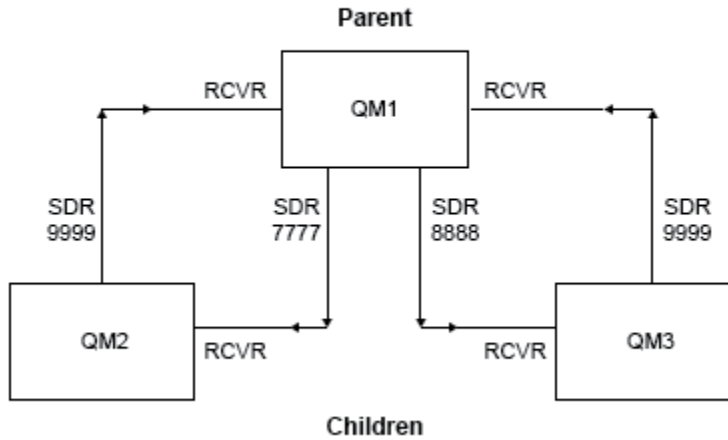 Parent
RCVR
QM1
RCVR
SDR
9999
SDR
7777
SDR
8888
SDR
9999
QM2
RCVR
RCVR
QM3
Children